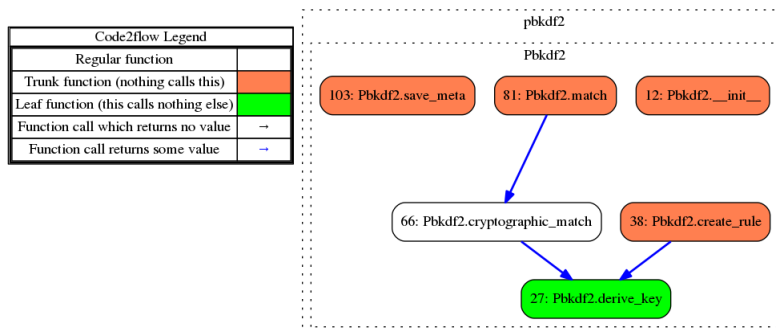 Code2flow Legend
Regular function
Trunk function (nothing calls this)
Leaf function (this calls nothing else)
Function call which returns no value →
Function call returns some value →
pbkdf2
Pbkdf2
103: Pbkdf2.save_meta
81: Pbkdf2.match
12: Pbkdf2.__init__
66: Pbkdf2.cryptographic_match
38: Pbkdf2.create_rule
27: Pbkdf2.derive_key